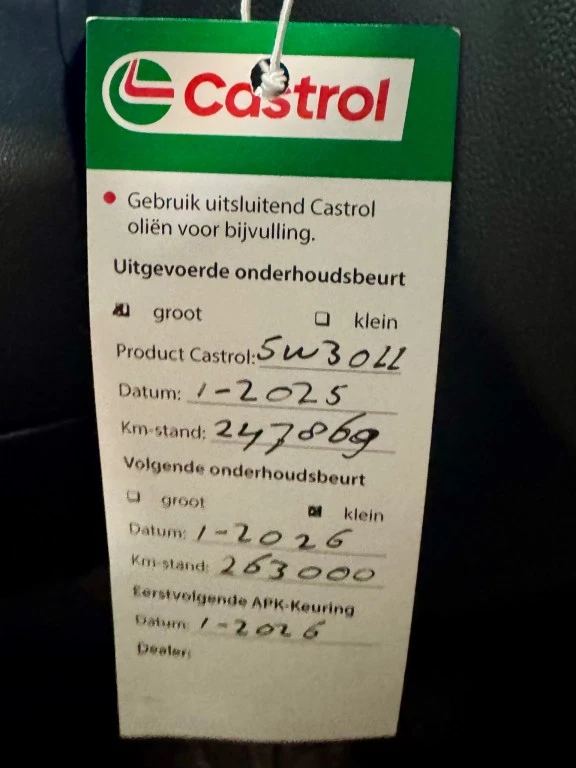 Castrol
Gebruik uitsluitend Castrol
oliën voor bijvulling.
Uitgevoerde onderhoudsbeurt
groot klein
Product Castrol: 5W30LL
Datum: 1-2025
Km-stand: 247869
Volgende onderhoudsbeurt
groot klein
Datum: 1-2026
Km-stand: 263000
Eerstvolgende APK-Keuring
Datum: 1-2026
Dealer: